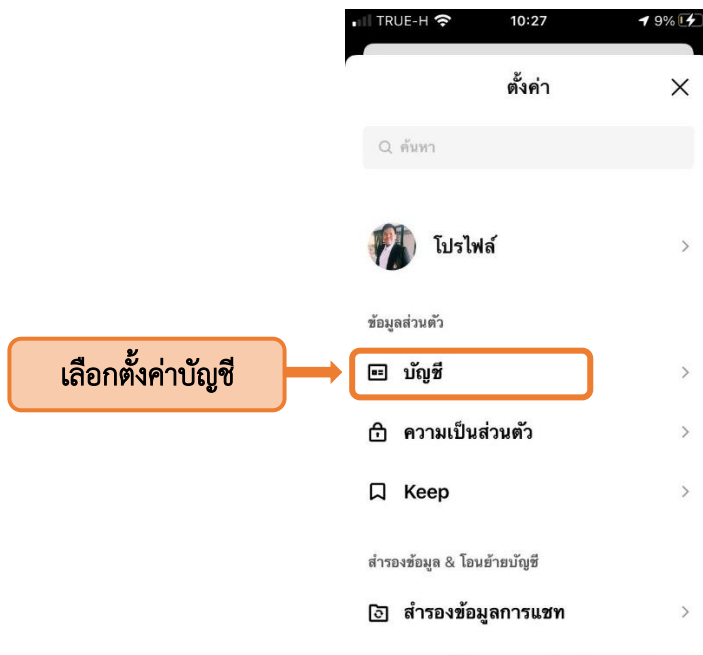 TRUE-H 10:27 9%
ตั้งค่า
ค้นหา
โปรไฟล์
ข้อมูลส่วนตัว
เลือกตั้งค่าบัญชี
บัญชี
ความเป็นส่วนตัว
Keep
สำรองข้อมูล & โอนย้ายบัญชี
สำรองข้อมูลการแชท